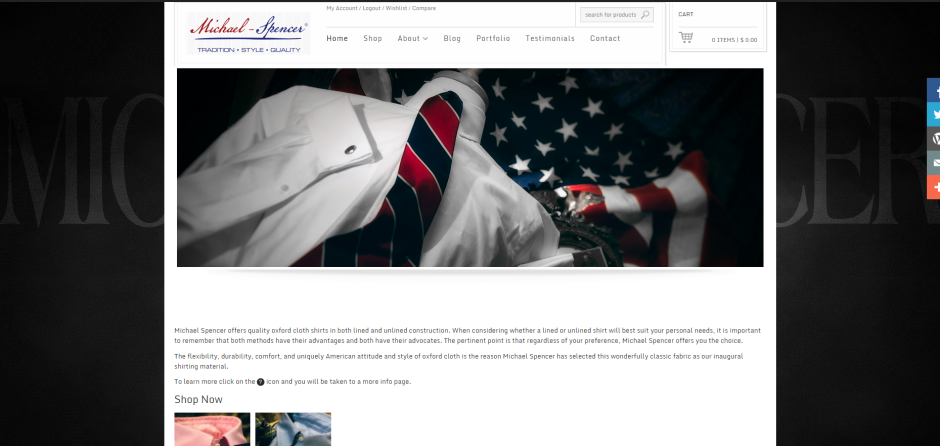 My Account / Logout / Wishlist / Compare
search for products
CART
Michael-Spencer®
TRADITION • STYLE • QUALITY
Home Shop About Blog Portfolio Testimonials Contact
0 ITEMS | $ 0.00
MIC
CER
Michael Spencer offers quality oxford cloth shirts in both lined and unlined construction. When considering whether a lined or unlined shirt will best suit your personal needs, it is important
to remember that both methods have their advantages and both have their advocates. The pertinent point is that regardless of your preference, Michael Spencer offers you the choice.
The flexibility, durability, comfort, and uniquely American attitude and style of oxford cloth is the reason Michael Spencer has selected this wonderfully classic fabric as our inaugural
shirting material.
To learn more click on the ? icon and you will be taken to a more info page.
Shop Now